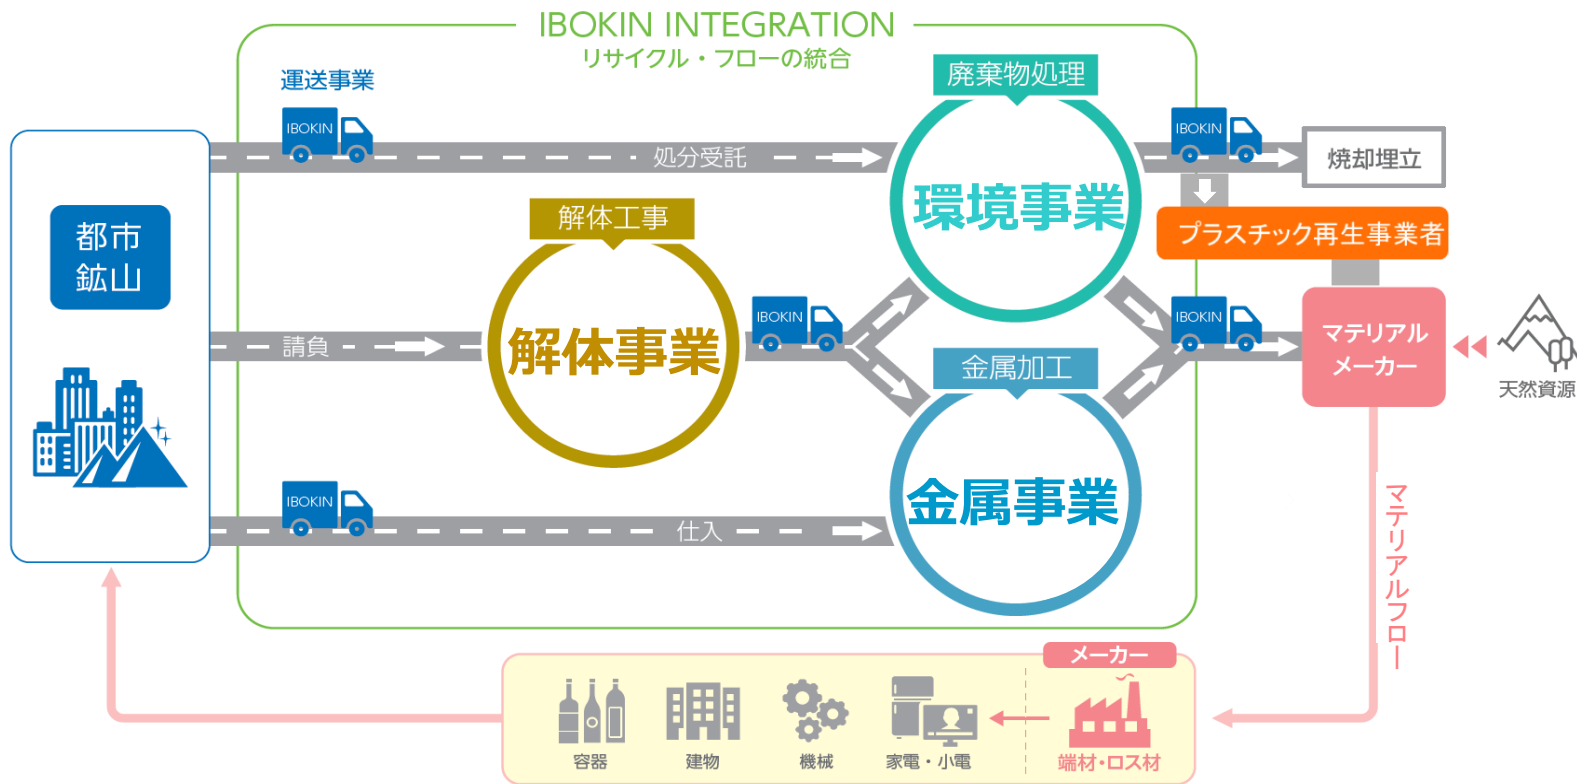 IBOKIN INTEGRATION
リサイクル・フローの統合
運送事業
廃棄物処理
IBOKIN
IBOKIN
処分受託
焼却埋立
環境事業
都市
鉱山
解体工事
プラスチック再生事業者
IBOKIN
IBOKIN
請負
解体事業
マテリアル
メーカー
天然資源
金属加工
金属事業
IBOKIN
仕入
マテリアルフロー
メーカー
容器
建物
機械
家電・小電
端材・ロス材